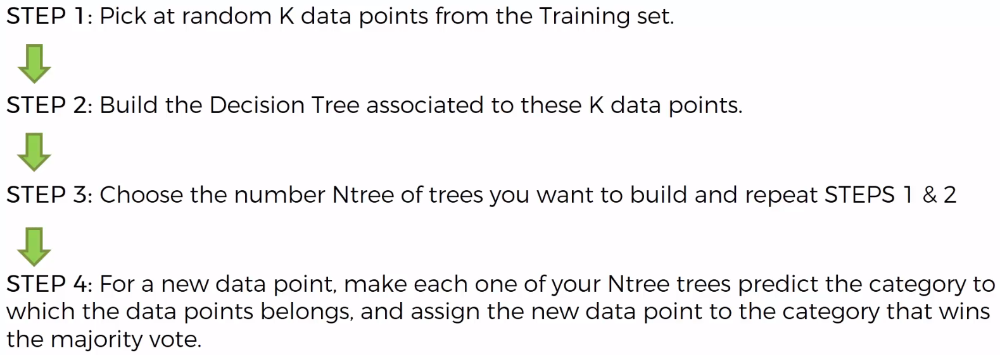 STEP 1: Pick at random K data points from the Training set.
STEP 2: Build the Decision Tree associated to these K data points.
STEP 3: Choose the number Ntree of trees you want to build and repeat STEPS 1 & 2
STEP 4: For a new data point, make each one of your Ntree trees predict the category to
which the data points belongs, and assign the new data point to the category that wins
the majority vote.